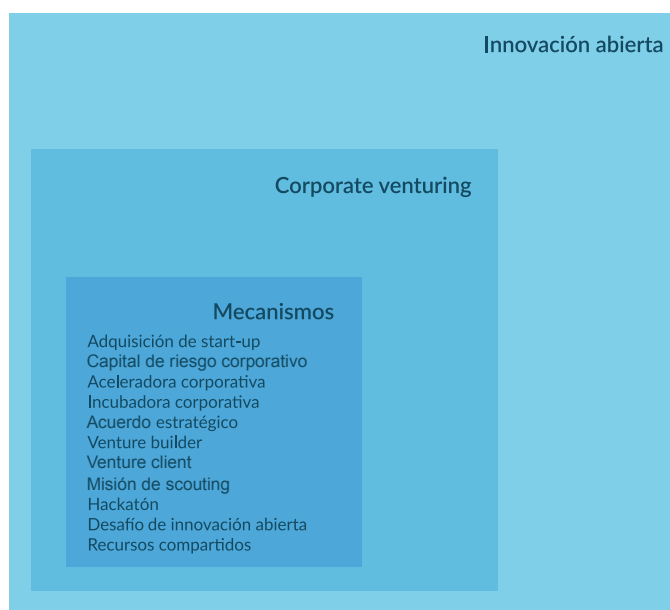 Innovación abierta
Corporate venturing
Mecanismos
Adquisición de start-up
Capital de riesgo corporativo
Aceleradora corporativa
Incubadora corporativa
Acuerdo estratégico
Venture builder
Venture client
Misión de scouting
Hackatón
Desafío de innovación abierta
Recursos compartidos